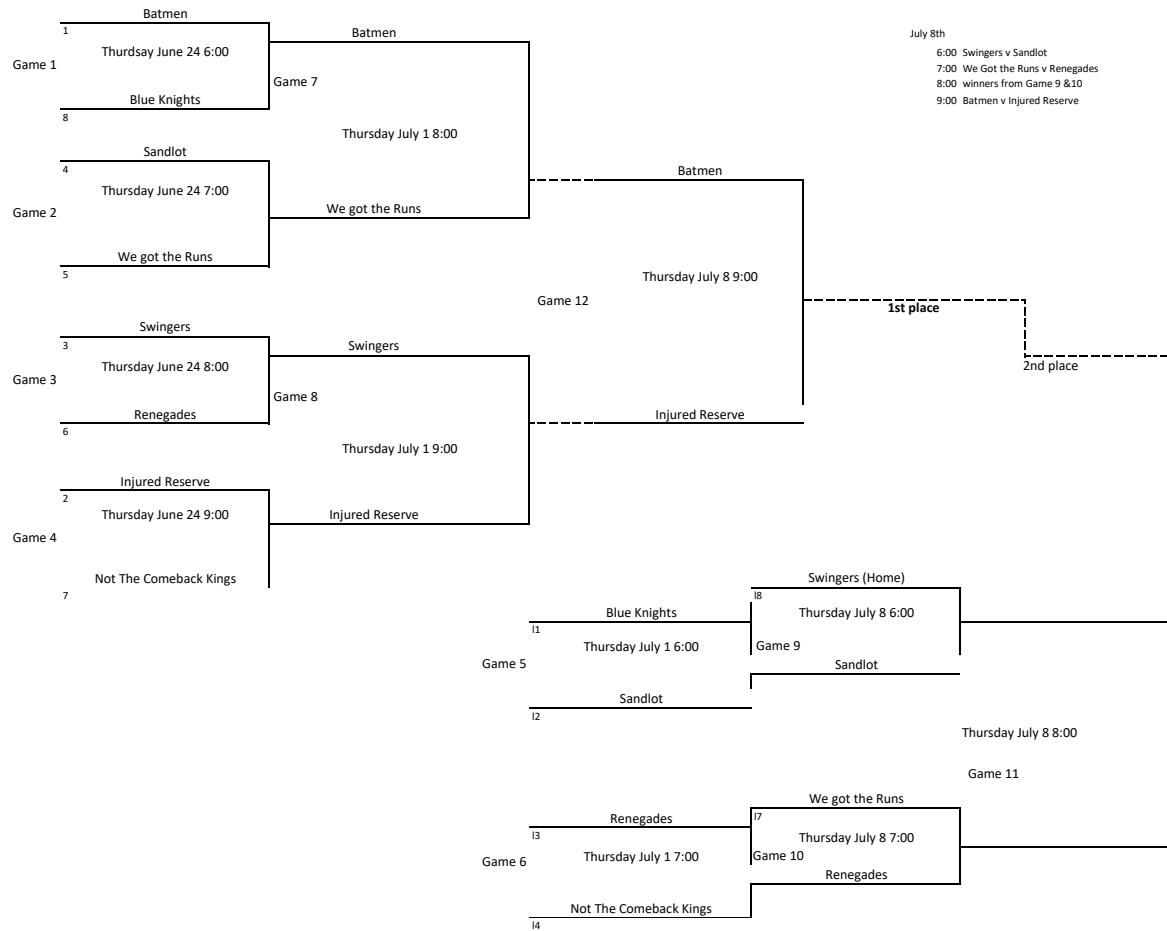 Batmen
1
Thurdsay June 24 6:00
Game 1
Blue Knights
8
Batmen
Game 7
Thursday July 1 8:00
July 8th
6:00 Swingers v Sandlot
7:00 We Got the Runs v Renegades
8:00 winners from Game 9 &10
9:00 Batmen v Injured Reserve
Sandlot
4
Thursday June 24 7:00
Game 2
We got the Runs
5
We got the Runs
Batmen
Thursday July 8 9:00
Game 12
1st place
2nd place
Swingers
3
Thursday June 24 8:00
Game 3
Renegades
6
Swingers
Game 8
Thursday July 1 9:00
Injured Reserve
Injured Reserve
2
Thursday June 24 9:00
Game 4
Not The Comeback Kings
7
Injured Reserve
Swingers (Home)
l8
Thursday July 8 6:00
Blue Knights
l1
Thursday July 1 6:00
Game 5
Game 9
Sandlot
Sandlot
l2
Thursday July 8 8:00
Game 11
We got the Runs
l7
Thursday July 8 7:00
Renegades
l3
Thursday July 1 7:00
Game 6
Game 10
Renegades
Not The Comeback Kings
l4